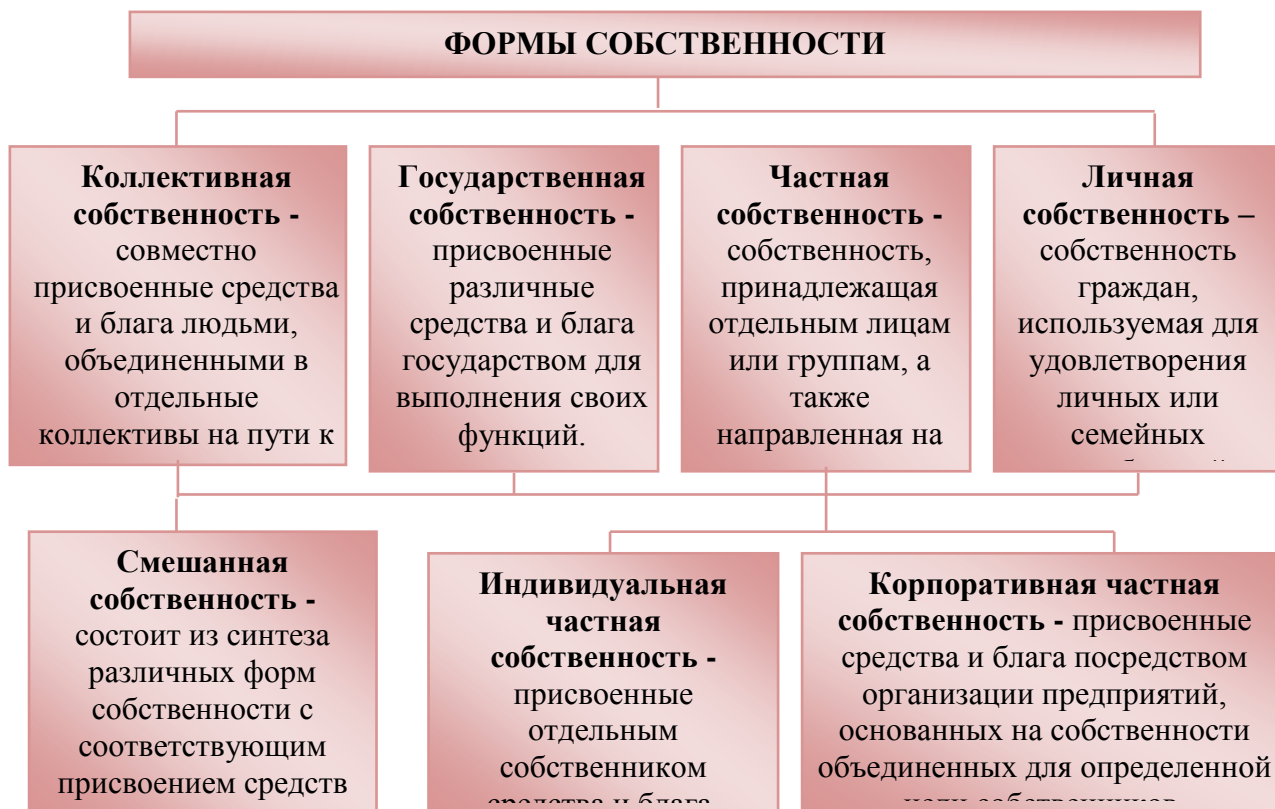 ФОРМЫ СОБСТВЕННОСТИ
Коллективная
собственность -
совместно
присвоенные средства
и блага людьми,
объединенными в
отдельные
коллективы на пути к
Государственная
собственность -
присвоенные
различные
средства и блага
государством для
выполнения своих
функций.
Частная
собственность -
собственность,
принадлежащая
отдельным лицам
или группам, а
также
направленная на
Личная
собственность –
собственность
граждан,
используемая для
удовлетворения
личных или
семейных
Смешанная
собственность -
состоит из синтеза
различных форм
собственности с
соответствующим
присвоением средств
Индивидуальная
частная
собственность -
присвоенные
отдельным
собственником
средства и блага
Корпоративная частная
собственность - присвоенные
средства и блага посредством
организации предприятий,
основанных на собственности
объединенных для определенной
цели собственников